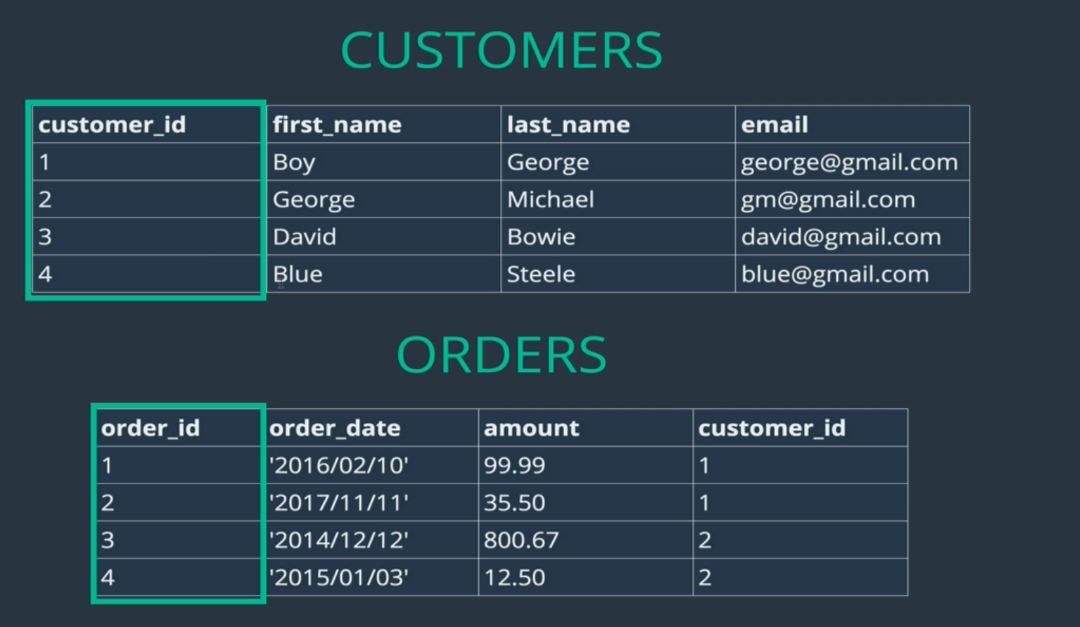 CUSTOMERS
customer_id first_name last_name email
1 Boy George george@gmail.com
2 George Michael gm@gmail.com
3 David Bowie david@gmail.com
4 Blue Steele blue@gmail.com
ORDERS
order_id order_date amount customer_id
1 '2016/02/10' 99.99 1
2 '2017/11/11' 35.50 1
3 '2014/12/12' 800.67 2
4 '2015/01/03' 12.50 2